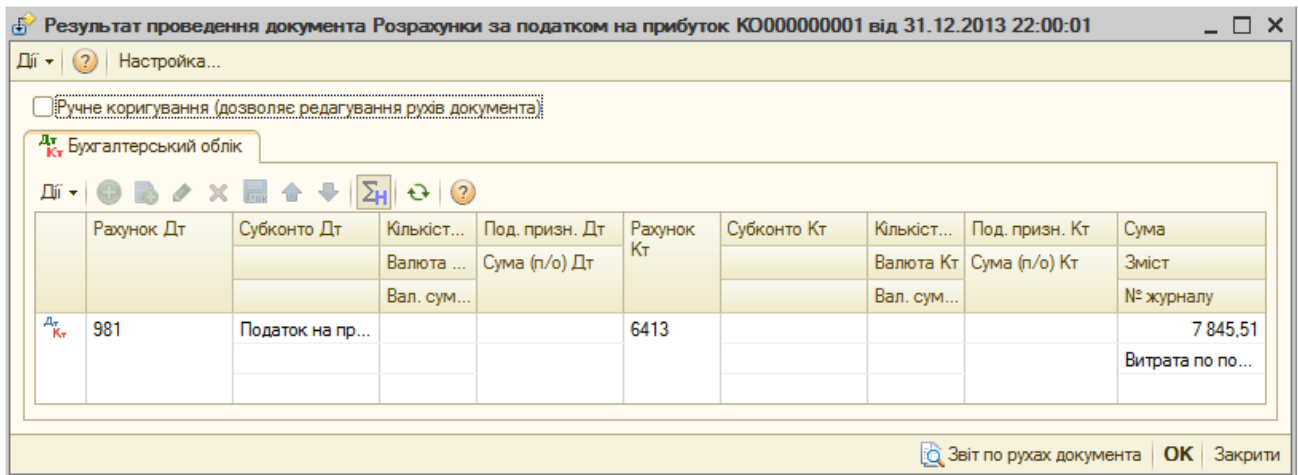 Результат проведення документа Розрахунки за податком на прибуток КО000000001 від 31.12.2013 22:00:01
Дії Настройка...
Ручне коригування (дозволяє редагування рухів документа)
Дт Кт Бухгалтерський облік
Дії
Рахунок Дт Субконто Дт Кількіст... Под. призн. Дт Рахунок Кт Субконто Кт Кількіст... Под. призн. Кт Сума
Валюта ... Сума (п/о) Дт Валюта Кт Сума (п/о) Кт Зміст
Вал. сум... Вал. сум... № журналу
Дт Кт 981 Податок на пр... 6413 7 845,51
Витрата по по...
Звіт по рухах документа OK Закрити